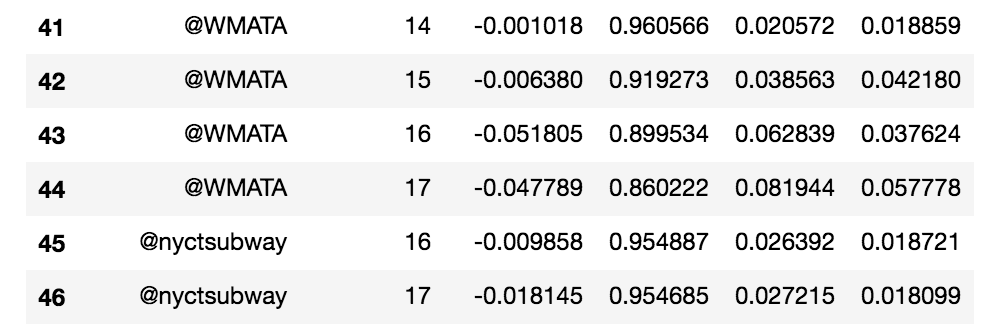 41 @WMATA 14 -0.001018 0.960566 0.020572 0.018859
42 @WMATA 15 -0.006380 0.919273 0.038563 0.042180
43 @WMATA 16 -0.051805 0.899534 0.062839 0.037624
44 @WMATA 17 -0.047789 0.860222 0.081944 0.057778
45 @nyctsubway 16 -0.009858 0.954887 0.026392 0.018721
46 @nyctsubway 17 -0.018145 0.954685 0.027215 0.018099